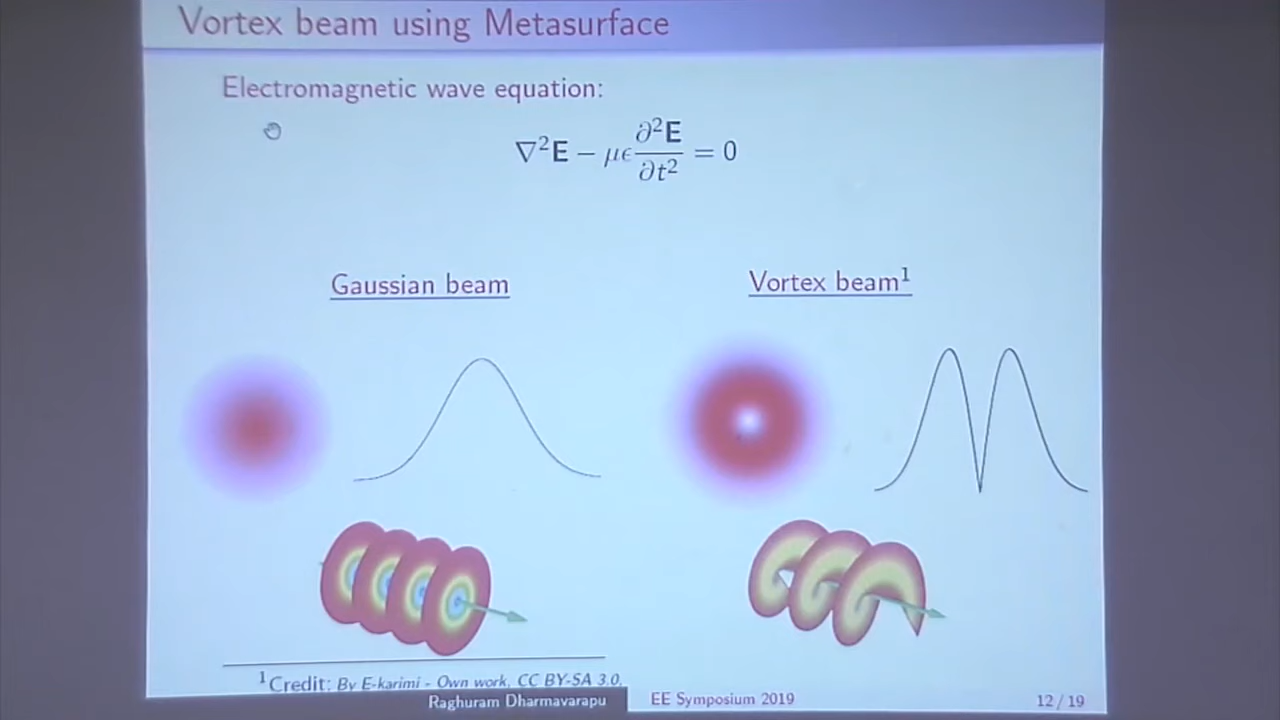 Vortex beam using Metasurface
Electromagnetic wave equation:
∇²E − με ∂²E/∂t² = 0
Gaussian beam
Vortex beam¹
¹Credit: By E-karimi - Own work, CC BY-SA 3.0,
Raghuram Dharmavarapu
EE Symposium 2019
12 / 19